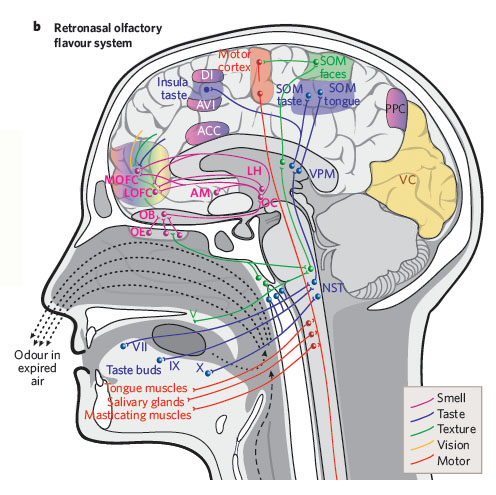 b Retronasal olfactory
flavour system
Motor
cortex
SOM
faces
DI
Insula
taste
AVI
SOM
taste
SOM
tongue
PPC
ACC
VC
MOFC
LOFC
AM
LH
OC
VPM
OB
OE
NST
V
VII
IX
X
Taste buds
Odour in
expired
air
Tongue muscles
Salivary glands
Masticating muscles
Smell
Taste
Texture
Vision
Motor